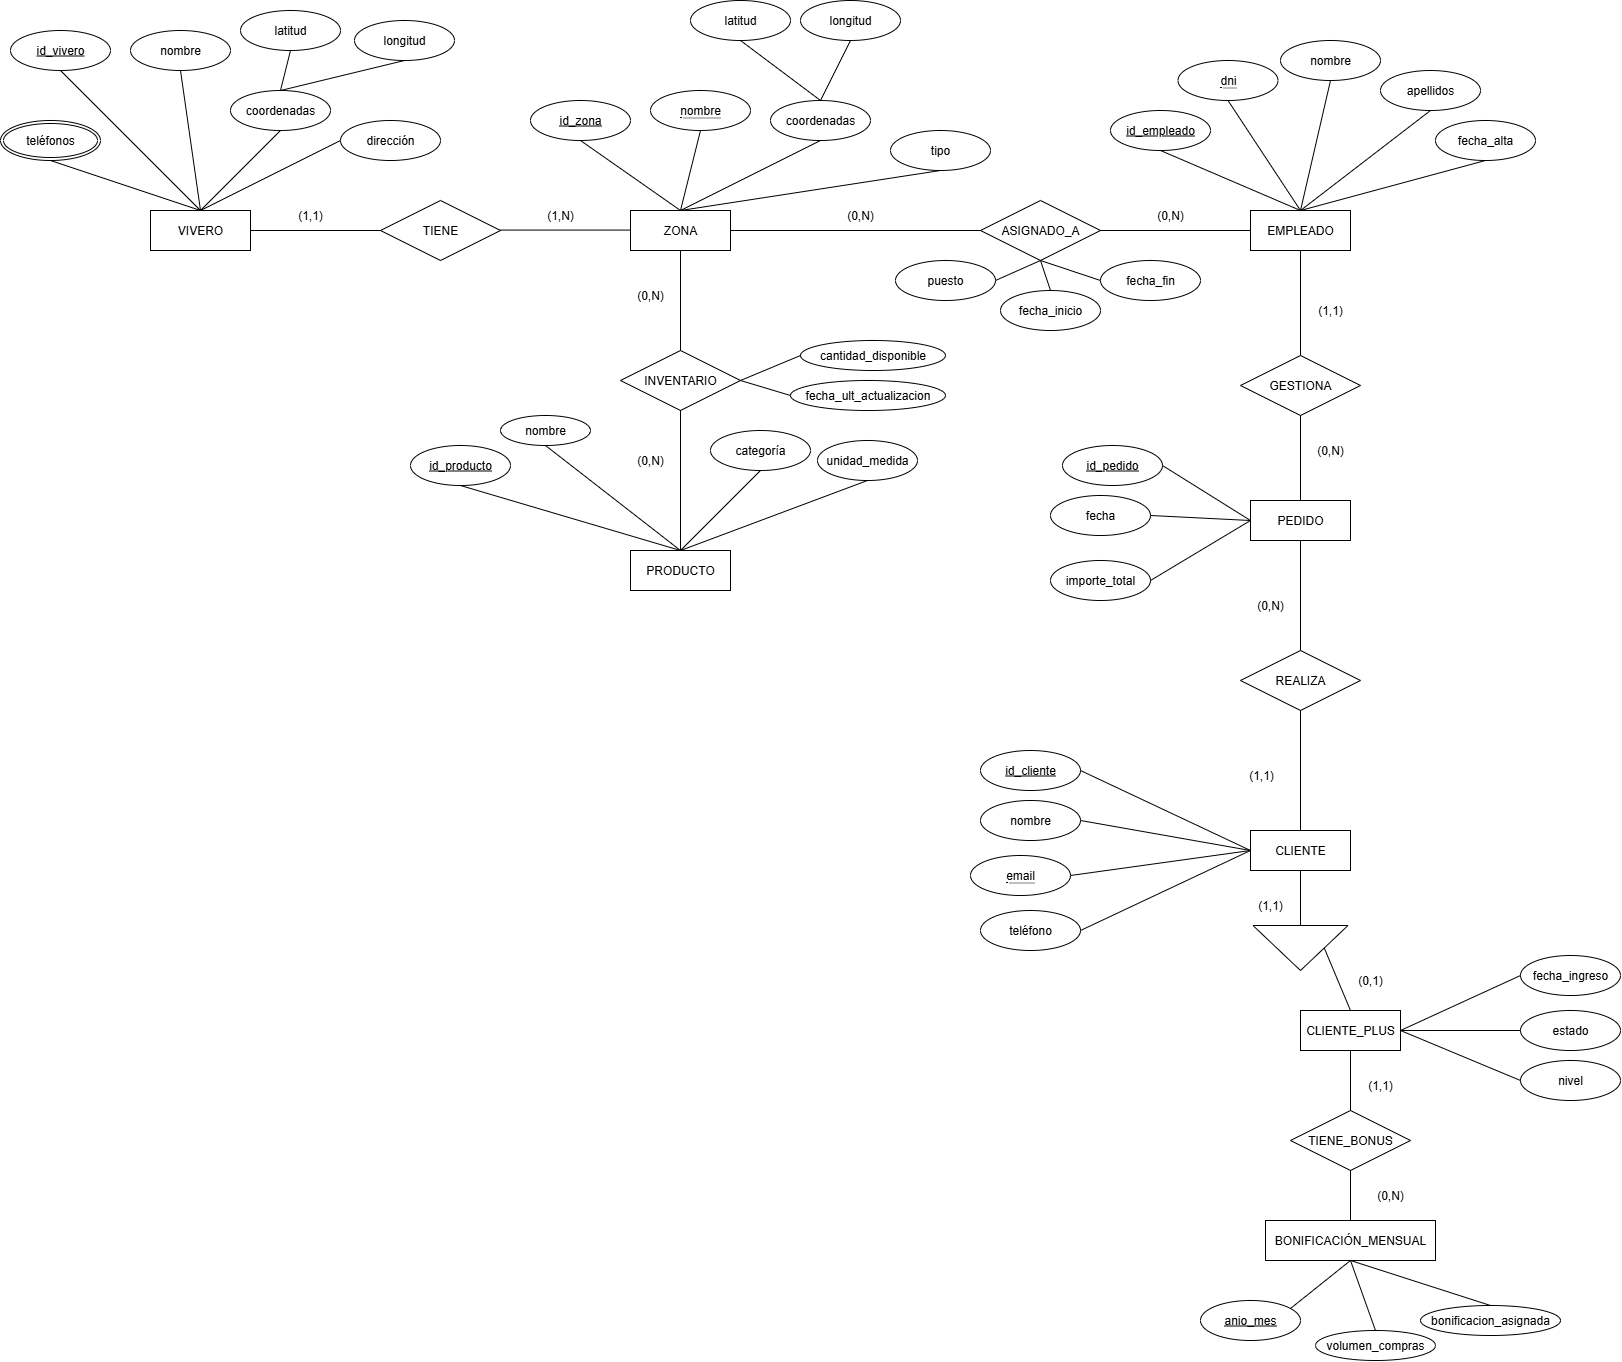 latitud
longitud
latitud
longitud
id_vivero
nombre
nombre
dni
apellidos
coordenadas
nombre
id_zona
coordenadas
id_empleado
teléfonos
dirección
tipo
fecha_alta
(1,1)
(1,N)
(0,N)
(0,N)
VIVERO
TIENE
ZONA
ASIGNADO_A
EMPLEADO
puesto
fecha_fin
fecha_inicio
(0,N)
(1,1)
cantidad_disponible
INVENTARIO
GESTIONA
fecha_ult_actualizacion
nombre
categoría
(0,N)
(0,N)
id_producto
unidad_medida
id_pedido
fecha
PEDIDO
PRODUCTO
importe_total
(0,N)
REALIZA
id_cliente
(1,1)
nombre
CLIENTE
email
(1,1)
teléfono
fecha_ingreso
(0,1)
CLIENTE_PLUS
estado
nivel
(1,1)
TIENE_BONUS
(0,N)
BONIFICACIÓN_MENSUAL
anio_mes
bonificacion_asignada
volumen_compras